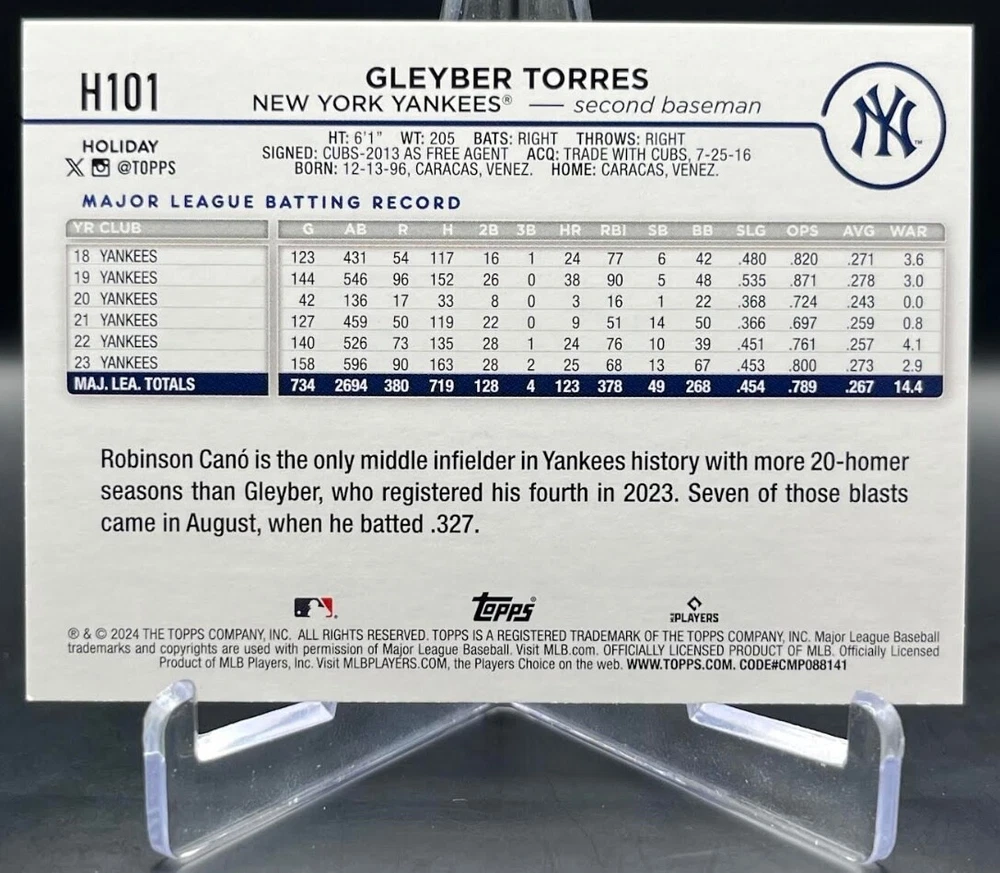 H101
GLEYBER TORRES
NEW YORK YANKEES® — second baseman
NY™
HOLIDAY
X @TOPPS
HT: 6'1" WT: 205 BATS: RIGHT THROWS: RIGHT
SIGNED: CUBS-2013 AS FREE AGENT ACQ: TRADE WITH CUBS, 7-25-16
BORN: 12-13-96, CARACAS, VENEZ. HOME: CARACAS, VENEZ.
MAJOR LEAGUE BATTING RECORD
YR CLUB G AB R H 2B 3B HR RBI SB BB SLG OPS AVG WAR
18 YANKEES 123 431 54 117 16 1 24 77 6 42 .480 .820 .271 3.6
19 YANKEES 144 546 96 152 26 0 38 90 5 48 .535 .871 .278 3.0
20 YANKEES 42 136 17 33 8 0 3 16 1 22 .368 .724 .243 0.0
21 YANKEES 127 459 50 119 22 0 9 51 14 50 .366 .697 .259 0.8
22 YANKEES 140 526 73 135 28 1 24 76 10 39 .451 .761 .257 4.1
23 YANKEES 158 596 90 163 28 2 25 68 13 67 .453 .800 .273 2.9
MAJ. LEA. TOTALS 734 2694 380 719 128 4 123 378 49 268 .454 .789 .267 14.4
Robinson Canó is the only middle infielder in Yankees history with more 20-homer
seasons than Gleyber, who registered his fourth in 2023. Seven of those blasts
came in August, when he batted .327.
Topps® PLAYERS
® & © 2024 THE TOPPS COMPANY, INC. ALL RIGHTS RESERVED. TOPPS IS A REGISTERED TRADEMARK OF THE TOPPS COMPANY, INC. Major League Baseball
trademarks and copyrights are used with permission of Major League Baseball. Visit MLB.com. OFFICIALLY LICENSED PRODUCT OF MLB. Officially Licensed
Product of MLB Players, Inc. Visit MLBPLAYERS.COM, the Players Choice on the web. WWW.TOPPS.COM. CODE#CMP088141